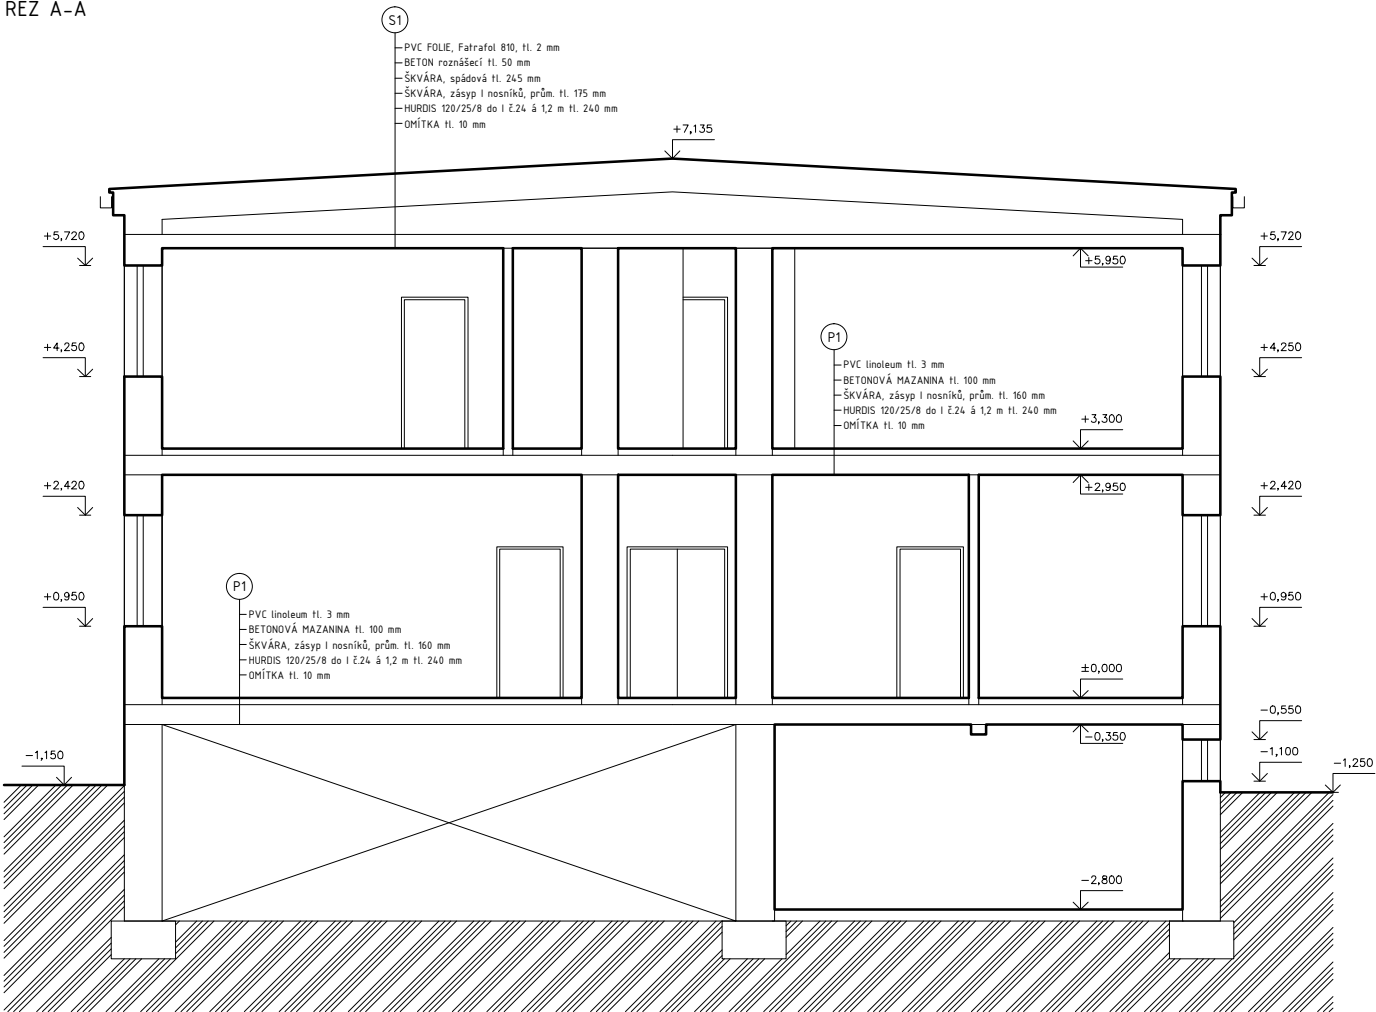 REZ A-A
S1
PVC FOLIE, Fatrafol 810, tl. 2 mm
BETON roznášecí tl. 50 mm
ŠKVÁRA, spádová tl. 245 mm
ŠKVÁRA, zásyp I nosníků, prům. tl. 175 mm
HURDIS 120/25/8 do I č.24 á 1,2 m tl. 240 mm
OMÍTKA tl. 10 mm
+7,135
+5,720
+5,720
+5,950
+4,250
P1
+4,250
PVC linoleum tl. 3 mm
BETONOVÁ MAZANINA tl. 100 mm
ŠKVÁRA, zásyp I nosníků, prům. tl. 160 mm
HURDIS 120/25/8 do I č.24 á 1,2 m tl. 240 mm
OMÍTKA tl. 10 mm
+3,300
+2,420
+2,950
+2,420
+0,950
P1
+0,950
PVC linoleum tl. 3 mm
BETONOVÁ MAZANINA tl. 100 mm
ŠKVÁRA, zásyp I nosníků, prům. tl. 160 mm
HURDIS 120/25/8 do I č.24 á 1,2 m tl. 240 mm
OMÍTKA tl. 10 mm
±0,000
-0,550
-0,350
-1,150
-1,100
-1,250
-2,800